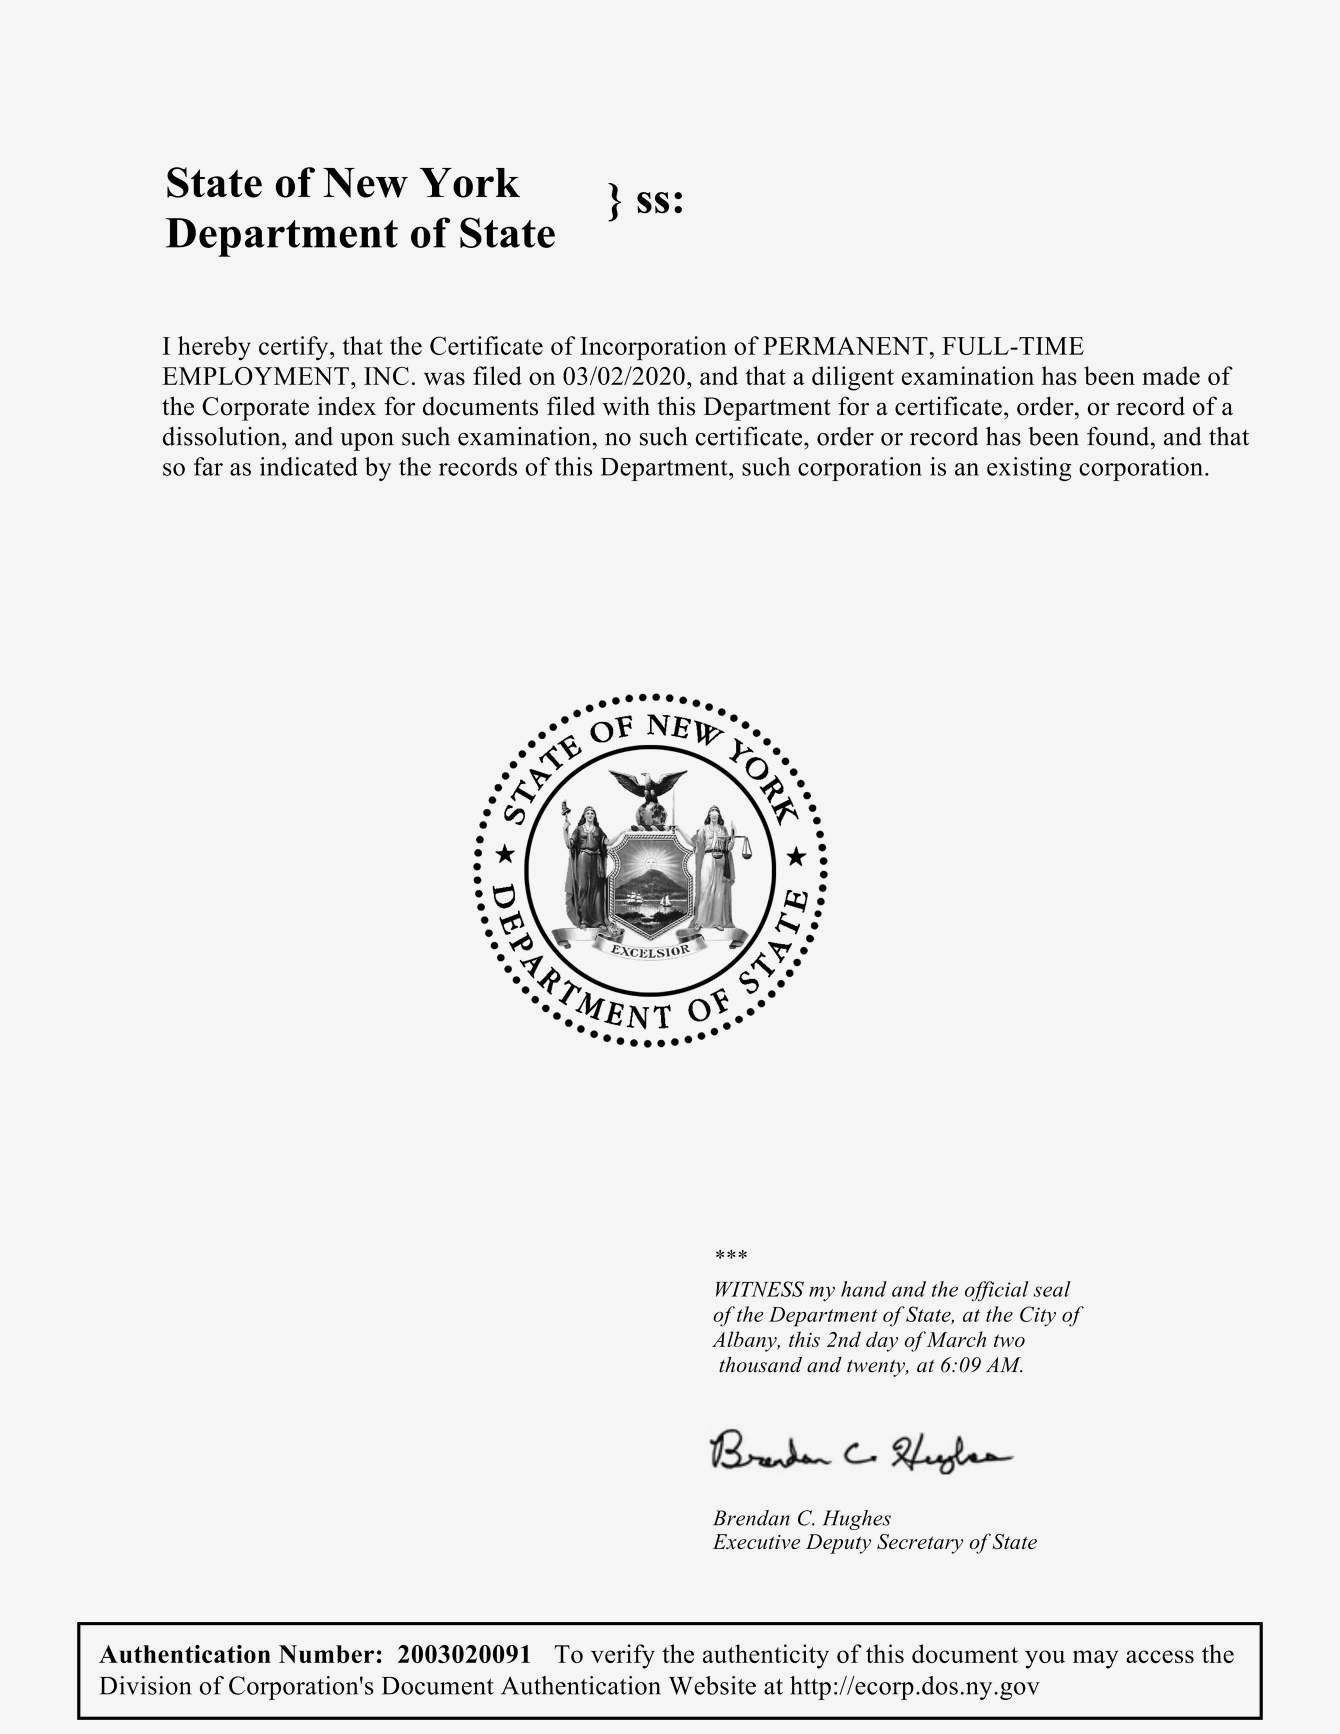 State of New York
Department of State
} ss:
I hereby certify, that the Certificate of Incorporation of PERMANENT, FULL-TIME
EMPLOYMENT, INC. was filed on 03/02/2020, and that a diligent examination has been made of
the Corporate index for documents filed with this Department for a certificate, order, or record of a
dissolution, and upon such examination, no such certificate, order or record has been found, and that
so far as indicated by the records of this Department, such corporation is an existing corporation.
STATE OF NEW YORK
★ ★
EXCELSIOR
DEPARTMENT OF STATE
***
WITNESS my hand and the official seal
of the Department of State, at the City of
Albany, this 2nd day of March two
thousand and twenty, at 6:09 AM.
Brendan C. Hughes
Brendan C. Hughes
Executive Deputy Secretary of State
Authentication Number: 2003020091 To verify the authenticity of this document you may access the
Division of Corporation's Document Authentication Website at http://ecorp.dos.ny.gov